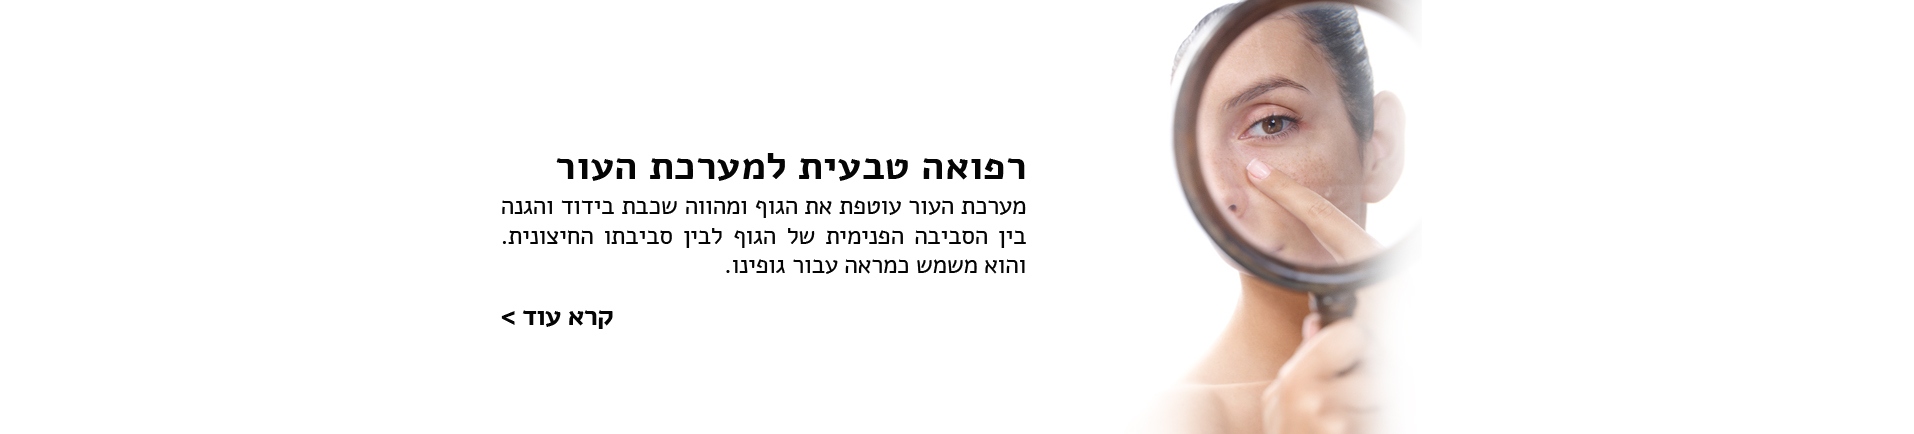 רפואה טבעית למערכת העור
מערכת העור עוטפת את הגוף ומהווה שכבת בידוד והגנה
בין הסביבה הפנימית של הגוף לבין סביבתו החיצונית.
והוא משמש כמראה עבור גופינו.
קרא עוד >